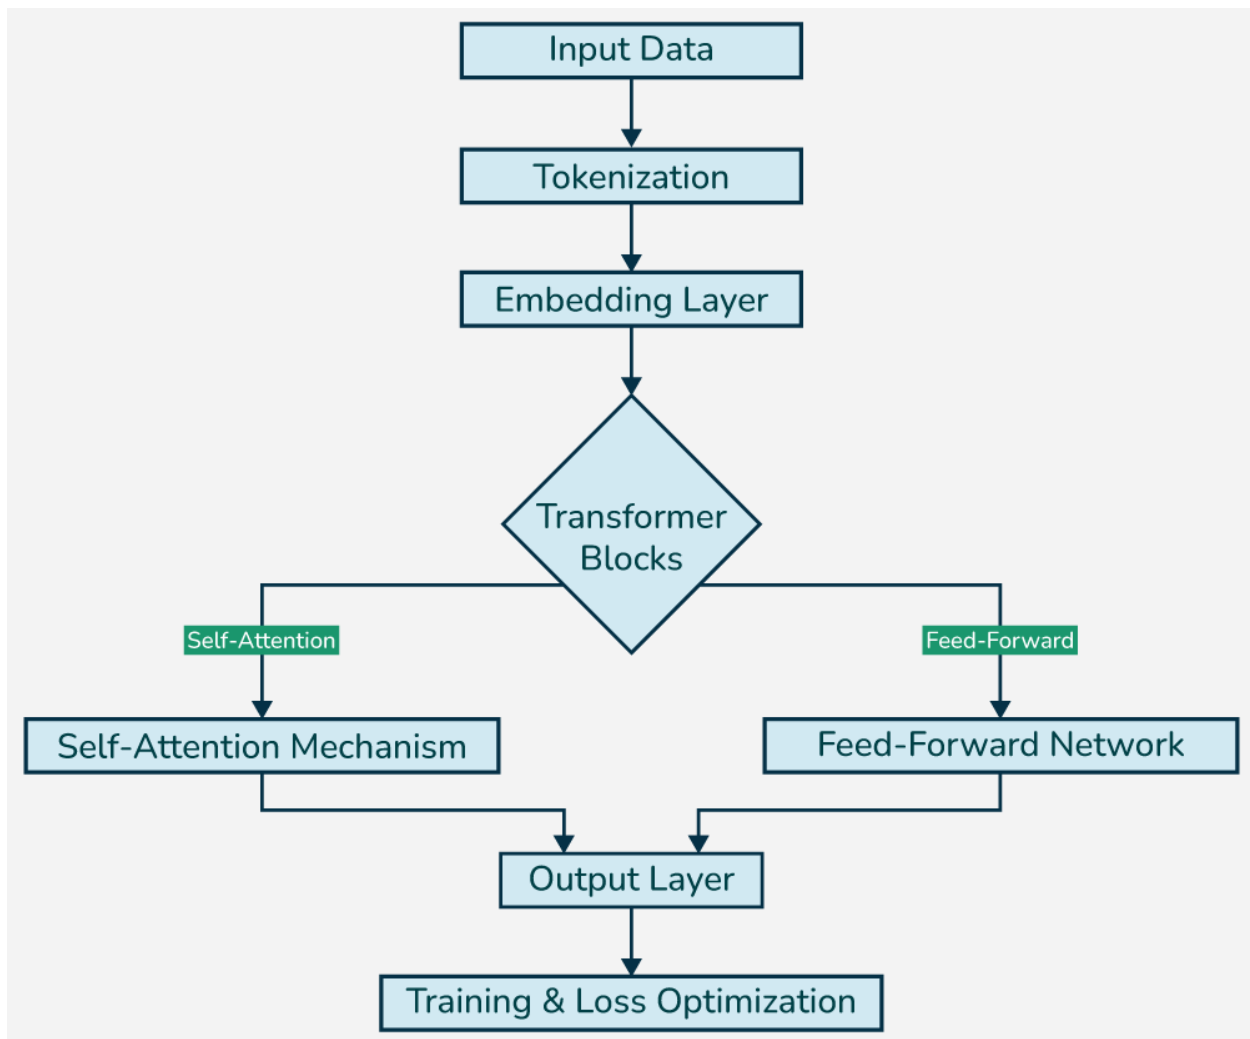 Input Data
Tokenization
Embedding Layer
Transformer
Blocks
Self-Attention
Feed-Forward
Self-Attention Mechanism
Feed-Forward Network
Output Layer
Training & Loss Optimization